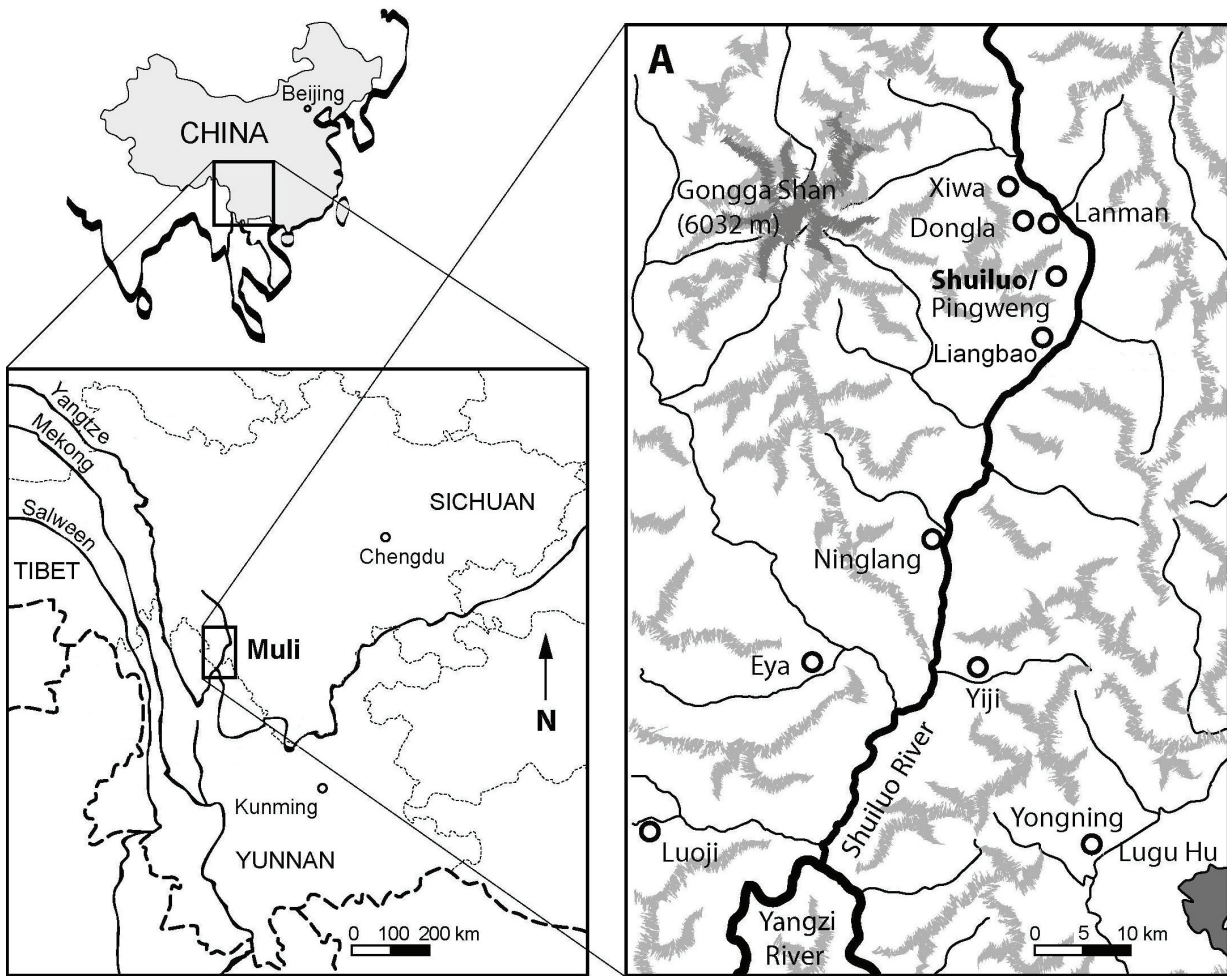 Beijing
CHINA
Yangtze
Mekong
Salween
TIBET
SICHUAN
Chengdu
Muli
N
Kunming
YUNNAN
0 100 200 km
A
Gongga Shan
(6032 m)
Xiwa
Dongla
Lanman
Shuiluo/
Pingweng
Liangbao
Ninglang
Eya
Yiji
Shuiluo River
Yongning
Luoji
Lugu Hu
Yangzi
River
0 5 10 km